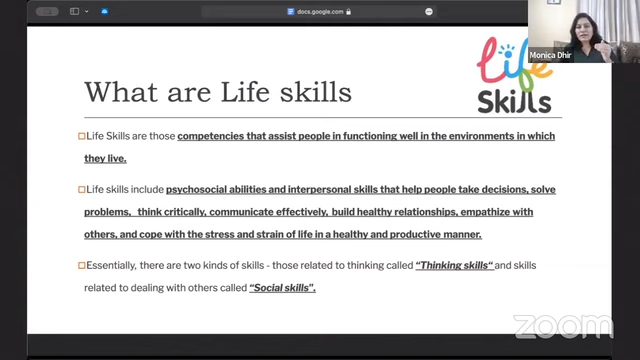 docs.google.com
Monica Dhir
Life
Skills
What are Life skills
Life Skills are those competencies that assist people in functioning well in the environments in which
they live.
Life skills include psychosocial abilities and interpersonal skills that help people take decisions, solve
problems, think critically, communicate effectively, build healthy relationships, empathize with
others, and cope with the stress and strain of life in a healthy and productive manner.
Essentially, there are two kinds of skills - those related to thinking called “Thinking skills“ and skills
related to dealing with others called “Social skills”.
zoom